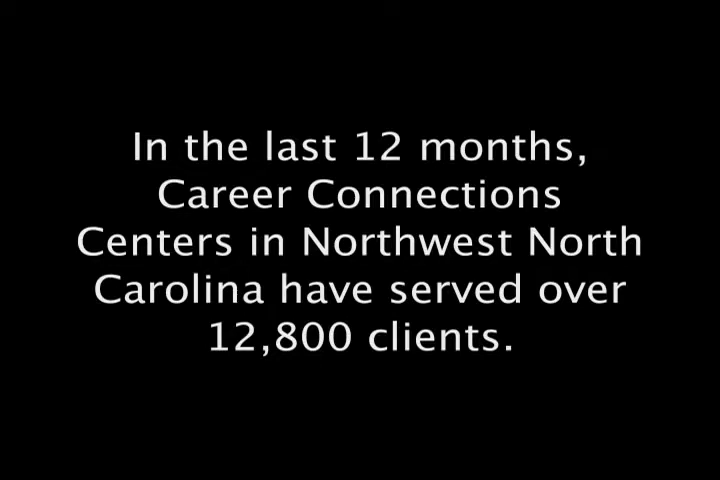 In the last 12 months,
Career Connections
Centers in Northwest North
Carolina have served over
12,800 clients.